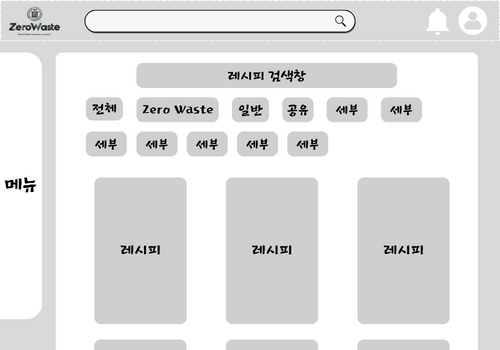 ZeroWaste
레시피 검색창
전체 Zero Waste 일반 공유 세부 세부
세부 세부 세부 세부 세부
메뉴
레시피 레시피 레시피